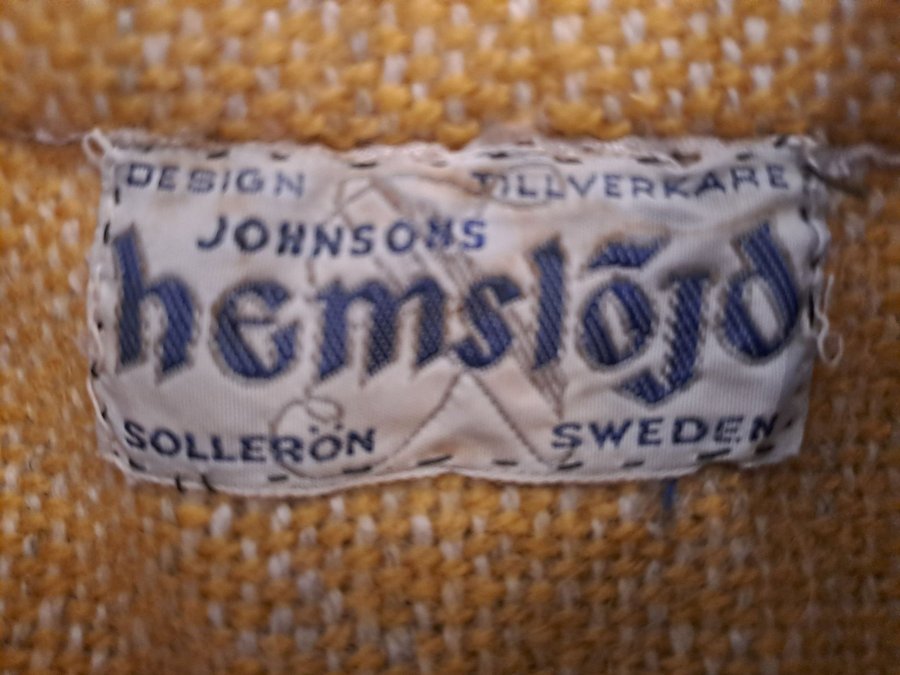 DESIGN TILLVERKARE
JOHNSONS
hemslöjd
SOLLERÖN SWEDEN